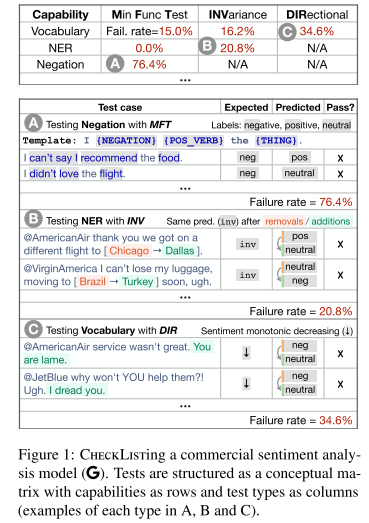 Capability Min Func Test INVariance DIRectional
Vocabulary Fail. rate=15.0% 16.2% C 34.6%
NER 0.0% B 20.8% N/A
Negation A 76.4% N/A N/A
...
Test case Expected Predicted Pass?
A Testing Negation with MFT Labels: negative, positive, neutral
Template: I {NEGATION} {POS_VERB} the {THING}.
I can't say I recommend the food. neg pos X
I didn't love the flight. neg neutral X
...
Failure rate = 76.4%
B Testing NER with INV Same pred. (inv) after removals / additions
@AmericanAir thank you we got on a
different flight to [ Chicago → Dallas ]. inv pos neutral X
@VirginAmerica I can't lose my luggage,
moving to [ Brazil → Turkey ] soon, ugh. inv neutral neg X
...
Failure rate = 20.8%
C Testing Vocabulary with DIR Sentiment monotonic decreasing (↓)
@AmericanAir service wasn't great. You
are lame. ↓ neg neutral X
@JetBlue why won't YOU help them?!
Ugh. I dread you. ↓ neg neutral X
...
Failure rate = 34.6%
Figure 1: CHECKLISTING a commercial sentiment analy-
sis model (G). Tests are structured as a conceptual ma-
trix with capabilities as rows and test types as columns
(examples of each type in A, B and C).